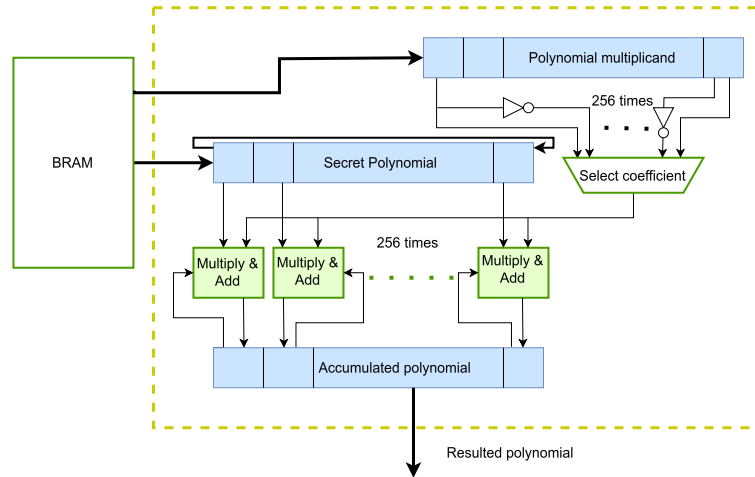 Polynomial multiplicand
256 times
BRAM
Secret Polynomial
Select coefficient
256 times
Multiply &
Add
Multiply &
Add
Multiply &
Add
Accumulated polynomial
Resulted polynomial